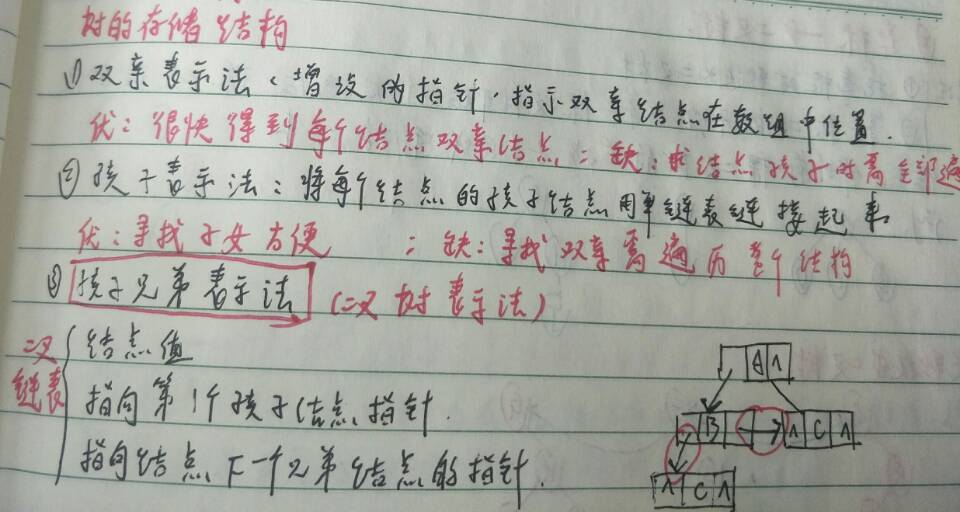 树的存储结构
① 双亲表示法、增设的指针,指示双亲结点在数组中位置.
优:很快得到每个结点双亲结点;缺:求结点孩子时需全部遍
② 孩子表示法:将每个结点的孩子结点用单链表链接起来
优:寻找子女方便 ;缺:寻找双亲需遍历整个结构
③ 孩子兄弟表示法 (二叉树表示法)
二叉
链表
结点值
指向第1个孩子结点指针.
指向结点下一个兄弟结点的指针.
A ∧
B ∧ C ∧
∧ C ∧